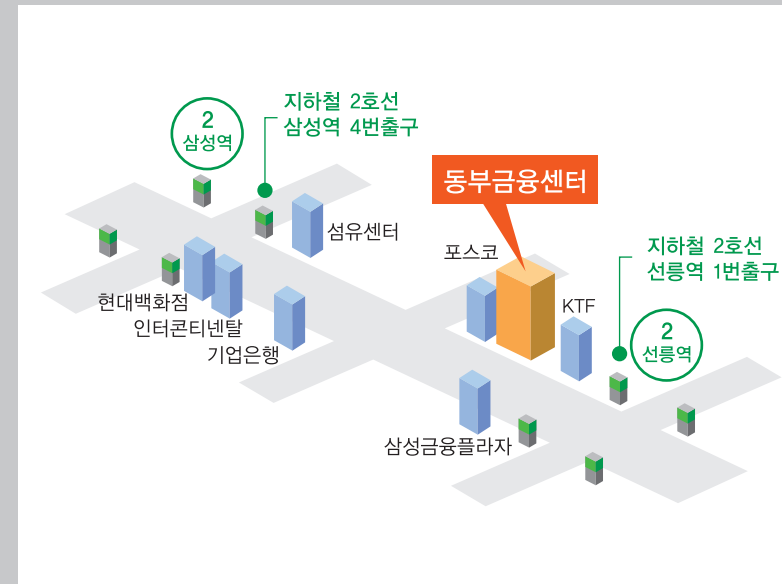 2
삼성역
지하철 2호선
삼성역 4번출구
동부금융센터
섬유센터
포스코
지하철 2호선
선릉역 1번출구
현대백화점
인터콘티넨탈
기업은행
KTF
2
선릉역
삼성금융플라자